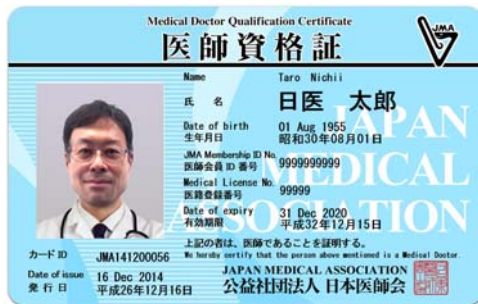 Medical Doctor Qualification Certificate
医師資格証
JMA
Name Taro Nichii
氏 名 日医 太郎
Date of birth 01 Aug 1955
生年月日 昭和30年08月01日
JMA Membership ID No.
医師会員 ID 番号 9999999999
Medical License No.
医籍登録番号 99999
Date of expiry 31 Dec 2020
有効期限 平成32年12月15日
JAPAN
MEDICAL
ASSOCIATION
上記の者は、医師であることを証明する。
We hereby certify that the person above mentioned is a Medical Doctor.
カード ID JMA141200056
Date of issue 16 Dec 2014
発 行 日 平成26年12月16日
JAPAN MEDICAL ASSOCIATION
公益社団法人 日本医師会